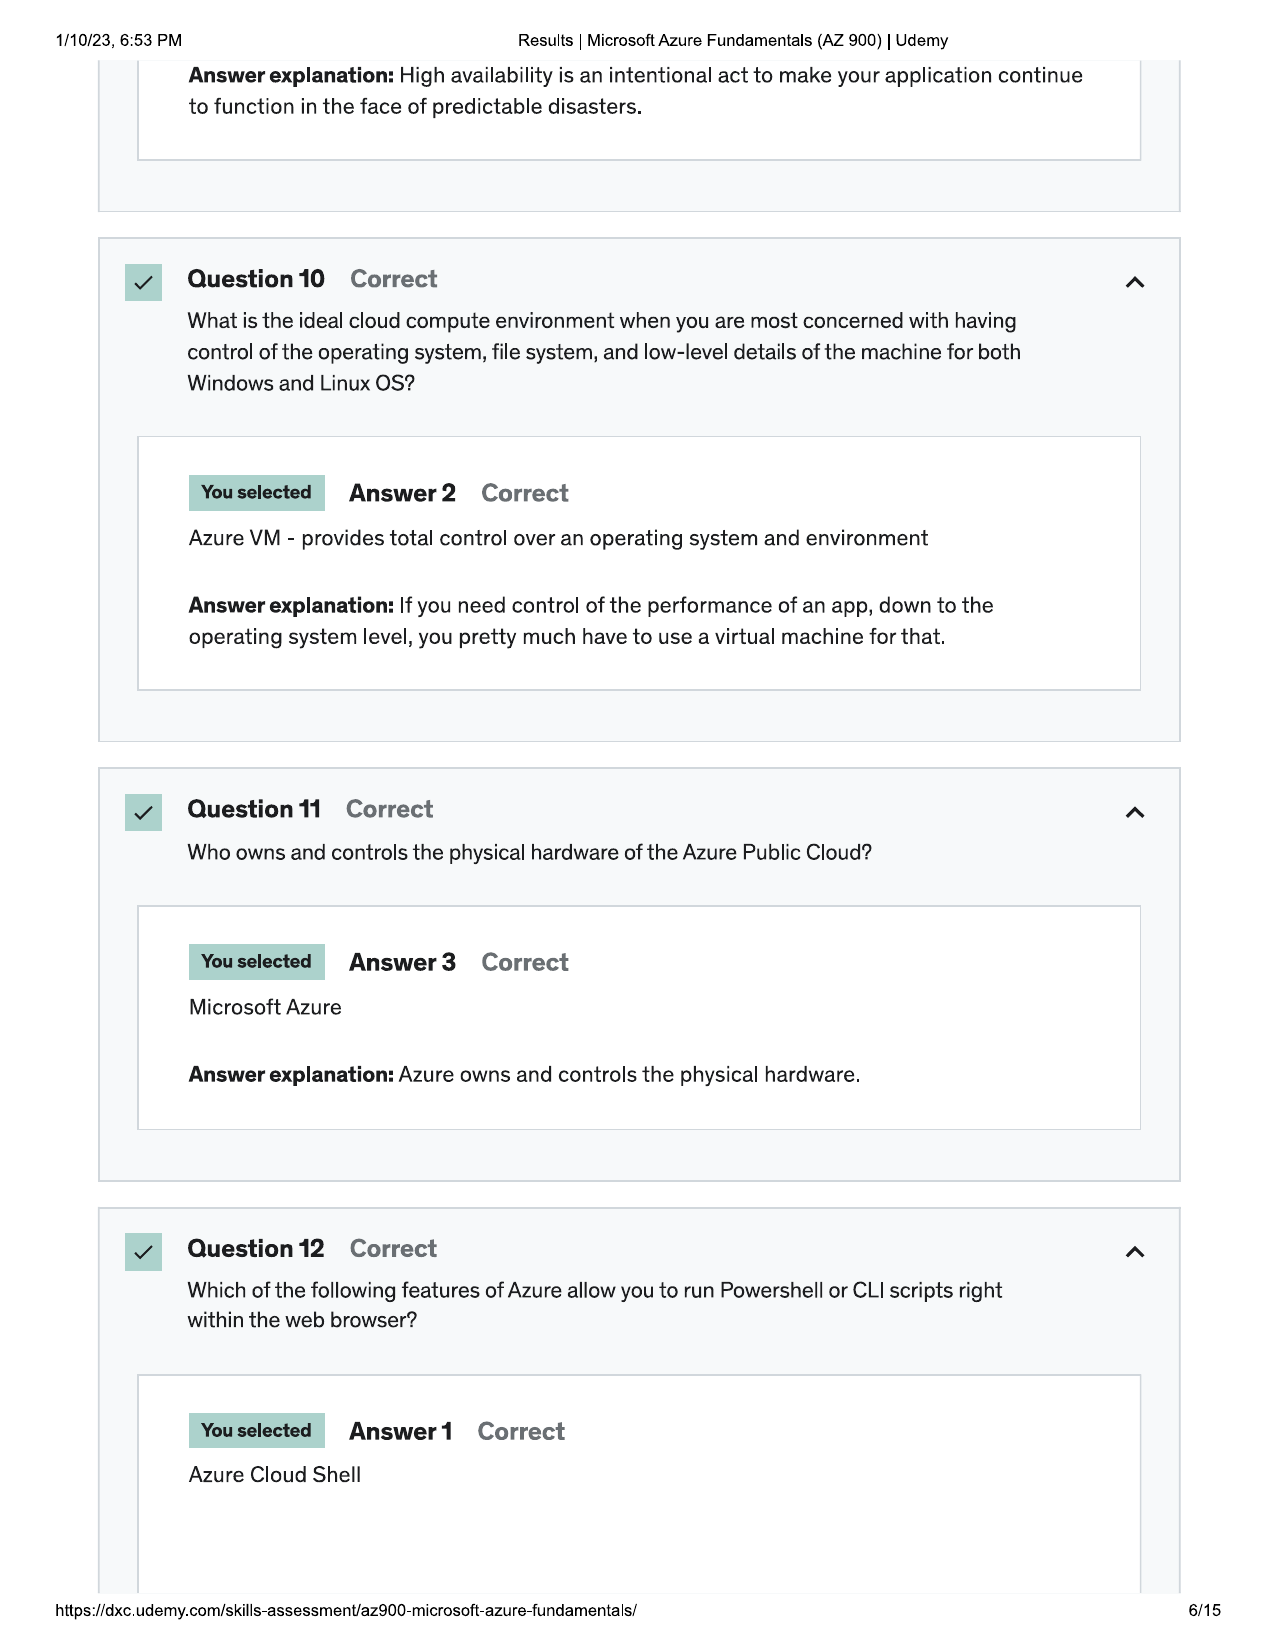 1/10/23, 6:53 PM
Results | Microsoft Azure Fundamentals (AZ 900) | Udemy
Answer explanation: High availability is an intentional act to make your application continue
to function in the face of predictable disasters.
Question 10 Correct
What is the ideal cloud compute environment when you are most concerned with having
control of the operating system, file system, and low-level details of the machine for both
Windows and Linux OS?
You selected Answer 2 Correct
Azure VM - provides total control over an operating system and environment
Answer explanation: If you need control of the performance of an app, down to the
operating system level, you pretty much have to use a virtual machine for that.
Question 11 Correct
Who owns and controls the physical hardware of the Azure Public Cloud?
You selected Answer 3 Correct
Microsoft Azure
Answer explanation: Azure owns and controls the physical hardware.
Question 12 Correct
Which of the following features of Azure allow you to run Powershell or CLI scripts right
within the web browser?
You selected Answer 1 Correct
Azure Cloud Shell
https://dxc.udemy.com/skills-assessment/az900-microsoft-azure-fundamentals/
6/15